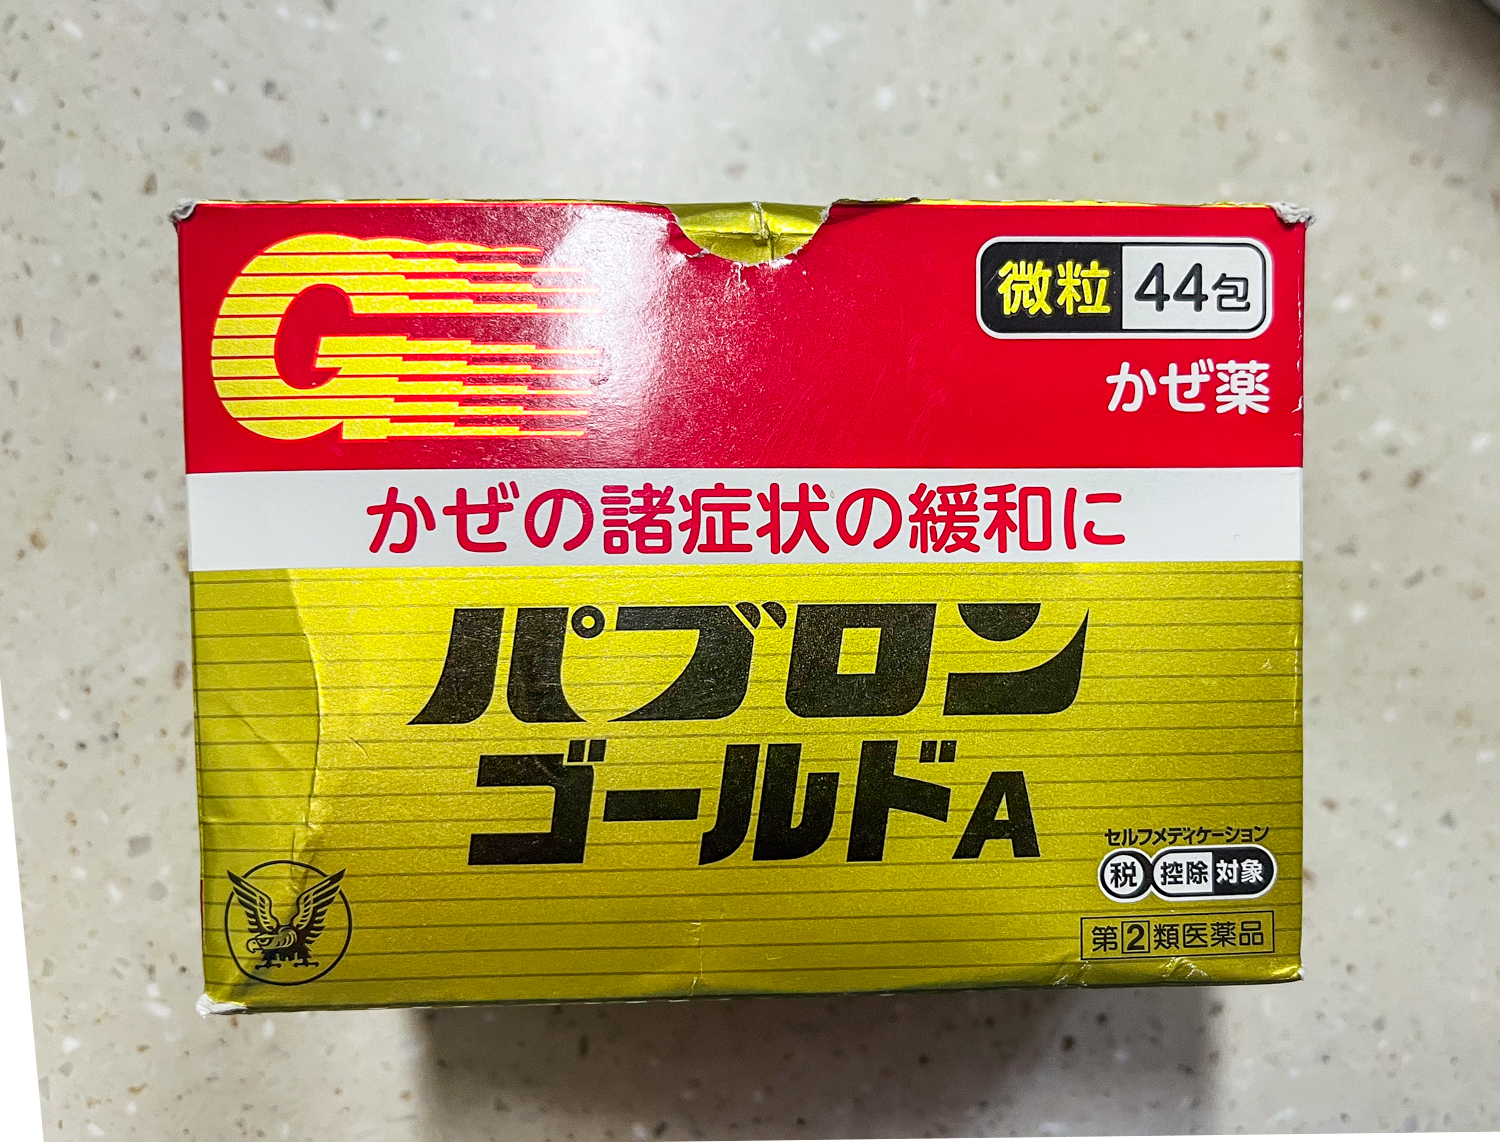 G
微粒 44包
かぜ薬
かぜの諸症状の緩和に
パブロン
ゴールドA
セルフメディケーション
税 控除 対象
第2類医薬品